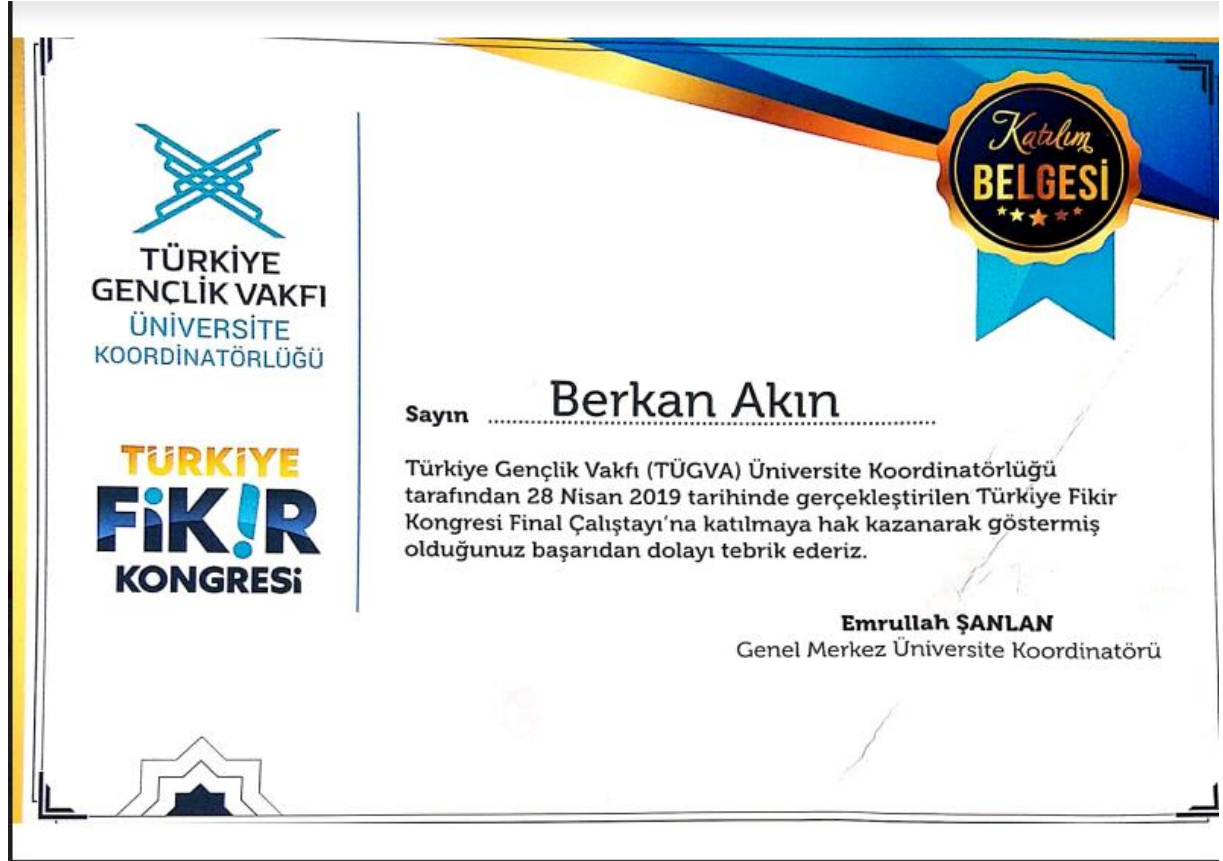 Katılım
BELGESİ
TÜRKİYE
GENÇLİK VAKFI
ÜNİVERSİTE
KOORDİNATÖRLÜĞÜ
TÜRKİYE
FiK!R
KONGRESi
Sayın Berkan Akın
Türkiye Gençlik Vakfı (TÜGVA) Üniversite Koordinatörlüğü
tarafından 28 Nisan 2019 tarihinde gerçekleştirilen Türkiye Fikir
Kongresi Final Çalıştayı’na katılmaya hak kazanarak göstermiş
olduğunuz başarıdan dolayı tebrik ederiz.
Emrullah ŞANLAN
Genel Merkez Üniversite Koordinatörü